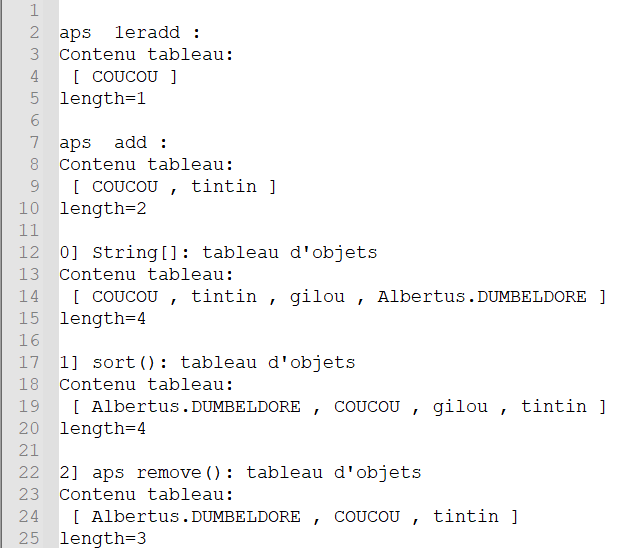 1
2 aps  1eradd :
3 Contenu tableau:
4  [ COUCOU ]
5 length=1
6
7 aps  add :
8 Contenu tableau:
9  [ COUCOU , tintin ]
10 length=2
11
12 0] String[]: tableau d'objets
13 Contenu tableau:
14  [ COUCOU , tintin , gilou , Albertus.DUMBELDORE ]
15 length=4
16
17 1] sort(): tableau d'objets
18 Contenu tableau:
19  [ Albertus.DUMBELDORE , COUCOU , gilou , tintin ]
20 length=4
21
22 2] aps remove(): tableau d'objets
23 Contenu tableau:
24  [ Albertus.DUMBELDORE , COUCOU , tintin ]
25 length=3